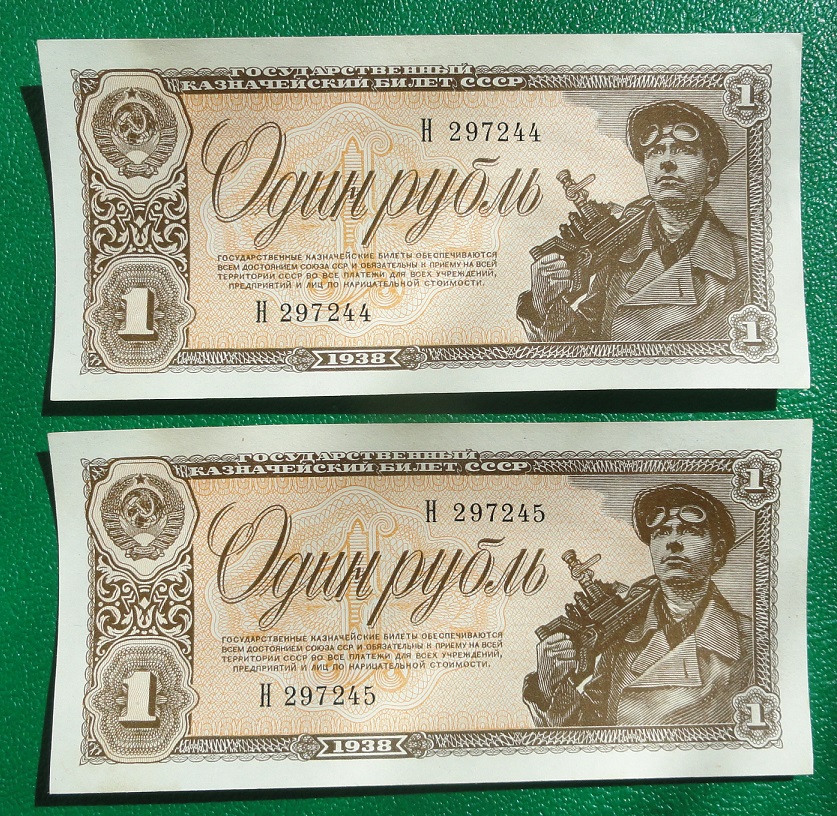 ГОСУДАРСТВЕННЫЙ
КАЗНАЧЕЙСКИЙ БИЛЕТ СССР
1
Н 297244
Один рубль
ГОСУДАРСТВЕННЫЕ КАЗНАЧЕЙСКИЕ БИЛЕТЫ ОБЕСПЕЧИВАЮТСЯ
ВСЕМ ДОСТОЯНИЕМ СОЮЗА ССР И ОБЯЗАТЕЛЬНЫ К ПРИЕМУ НА ВСЕЙ
ТЕРРИТОРИИ СССР ВО ВСЕ ПЛАТЕЖИ ДЛЯ ВСЕХ УЧРЕЖДЕНИЙ,
ПРЕДПРИЯТИЙ И ЛИЦ ПО НАРИЦАТЕЛЬНОЙ СТОИМОСТИ.
1
Н 297244
1
1938
ГОСУДАРСТВЕННЫЙ
КАЗНАЧЕЙСКИЙ БИЛЕТ СССР
1
Н 297245
Один рубль
ГОСУДАРСТВЕННЫЕ КАЗНАЧЕЙСКИЕ БИЛЕТЫ ОБЕСПЕЧИВАЮТСЯ
ВСЕМ ДОСТОЯНИЕМ СОЮЗА ССР И ОБЯЗАТЕЛЬНЫ К ПРИЕМУ НА ВСЕЙ
ТЕРРИТОРИИ СССР ВО ВСЕ ПЛАТЕЖИ ДЛЯ ВСЕХ УЧРЕЖДЕНИЙ,
ПРЕДПРИЯТИЙ И ЛИЦ ПО НАРИЦАТЕЛЬНОЙ СТОИМОСТИ.
1
Н 297245
1
1938